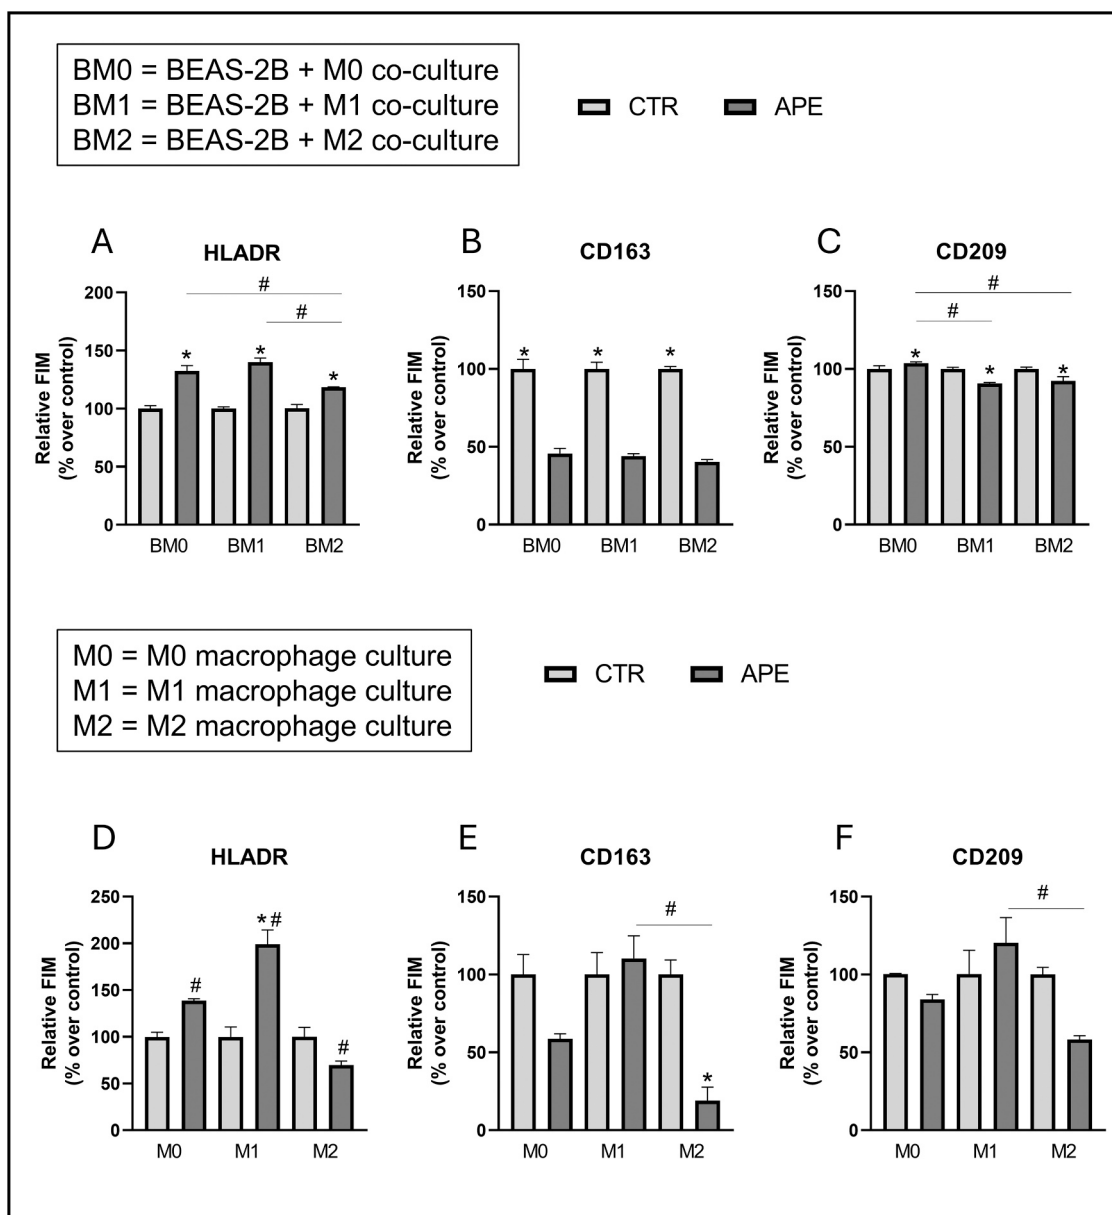 BM0 = BEAS-2B + M0 co-culture
BM1 = BEAS-2B + M1 co-culture
BM2 = BEAS-2B + M2 co-culture
CTR APE
A
HLADR
Relative FIM
(% over control)
200
150
100
50
0
#
#
* * *
BM0 BM1 BM2
B
CD163
Relative FIM
(% over control)
150
100
50
0
* * *
BM0 BM1 BM2
C
CD209
Relative FIM
(% over control)
150
100
50
0
#
#
* * *
BM0 BM1 BM2
M0 = M0 macrophage culture
M1 = M1 macrophage culture
M2 = M2 macrophage culture
CTR APE
D
HLADR
Relative FIM
(% over control)
250
200
150
100
50
0
# *# #
M0 M1 M2
E
CD163
Relative FIM
(% over control)
150
100
50
0
#
*
M0 M1 M2
F
CD209
Relative FIM
(% over control)
150
100
50
0
#
M0 M1 M2